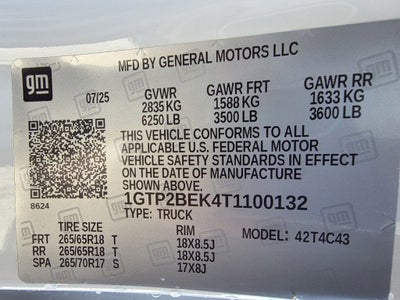 gm
MFD BY GENERAL MOTORS LLC
07/25 GVWR GAWR FRT GAWR RR
2835 KG 1588 KG 1633 KG
6250 LB 3500 LB 3600 LB
THIS VEHICLE CONFORMS TO ALL
APPLICABLE U.S. FEDERAL MOTOR
VEHICLE SAFETY STANDARDS IN EFFECT
ON THE DATE OF MANUFACTURE
SHOWN ABOVE.
8624
1GTP2BEK4T1100132
TYPE: TRUCK
TIRE SIZE RIM MODEL: 42T4C43
FRT 265/65R18 T 18X8.5J
RR 265/65R18 T 18X8.5J
SPA 265/70R17 S 17X8J